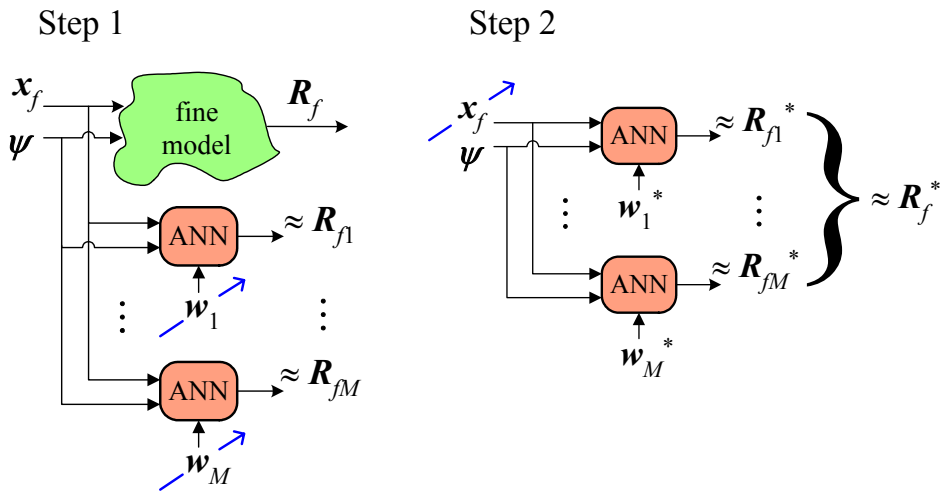 Step 1
x_f
ψ
fine
model
R_f
ANN
≈ R_f1
w_1
⋮
⋮
ANN
≈ R_fM
w_M
Step 2
x_f
ψ
ANN
≈ R_f1*
w_1*
⋮
⋮
≈ R_f*
ANN
≈ R_fM*
w_M*